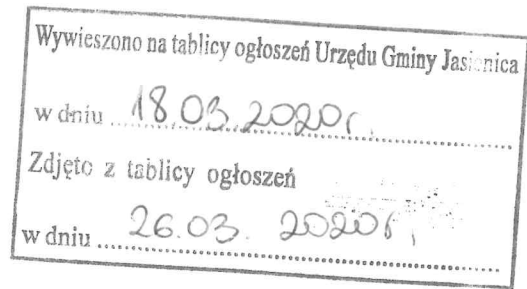 Wywieszono na tablicy ogłoszeń Urzędu Gminy Jasienica
w dniu 18.03.2020r.
Zdjęto z tablicy ogłoszeń
w dniu 26.03. 2020r.